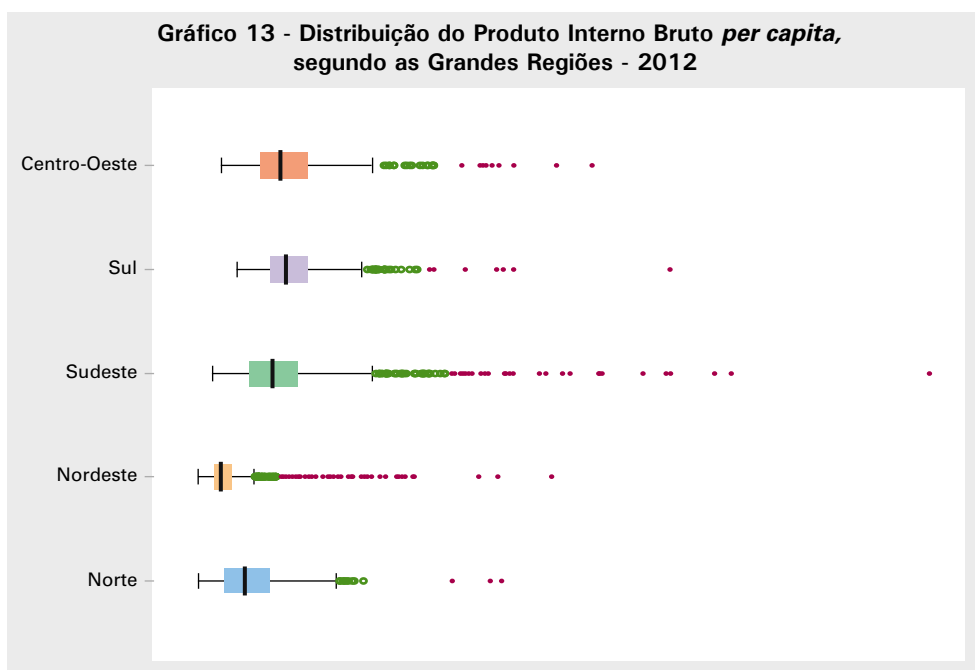 Gráfico 13 - Distribuição do Produto Interno Bruto per capita,
segundo as Grandes Regiões - 2012
Centro-Oeste
Sul
Sudeste
Nordeste
Norte